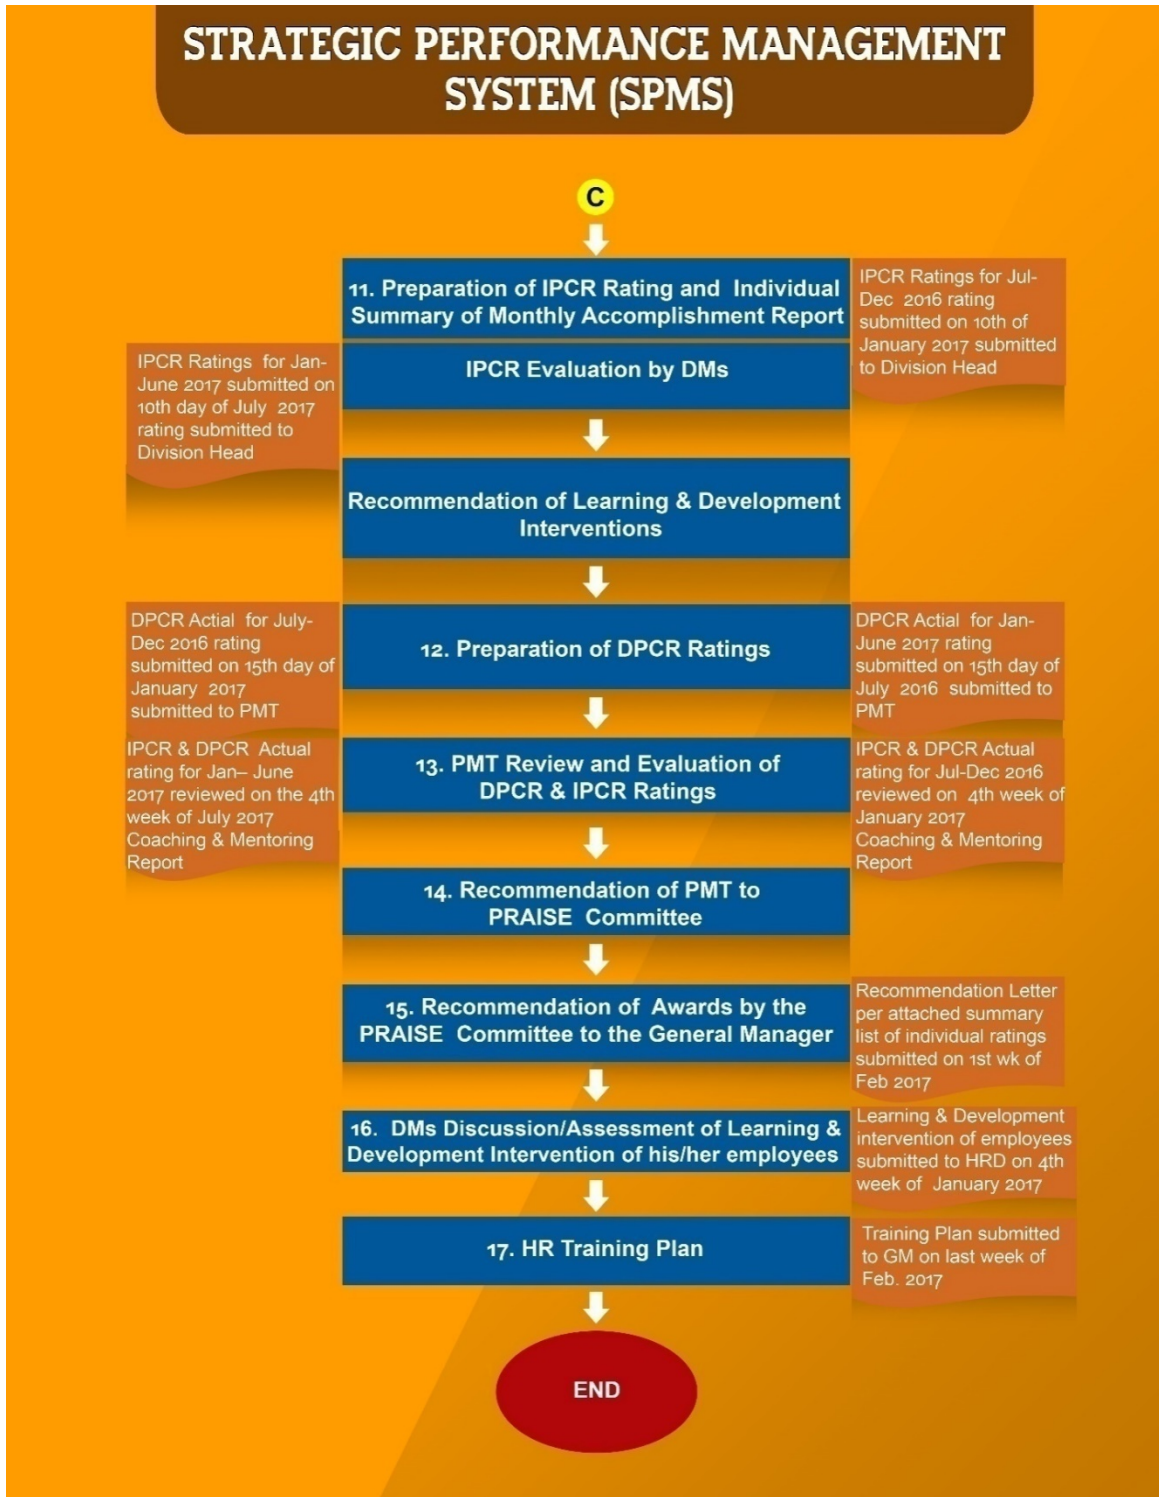 STRATEGIC PERFORMANCE MANAGEMENT
SYSTEM (SPMS)
C
11. Preparation of IPCR Rating and Individual
Summary of Monthly Accomplishment Report
IPCR Ratings for Jul-
Dec 2016 rating
submitted on 10th of
January 2017 submitted
to Division Head
IPCR Ratings for Jan-
June 2017 submitted on
10th day of July 2017
rating submitted to
Division Head
IPCR Evaluation by DMs
Recommendation of Learning & Development
Interventions
DPCR Actial for July-
Dec 2016 rating
submitted on 15th day of
January 2017
submitted to PMT
12. Preparation of DPCR Ratings
DPCR Actial for Jan-
June 2017 rating
submitted on 15th day of
July 2016 submitted to
PMT
IPCR & DPCR Actual
rating for Jan– June
2017 reviewed on the 4th
week of July 2017
Coaching & Mentoring
Report
13. PMT Review and Evaluation of
DPCR & IPCR Ratings
IPCR & DPCR Actual
rating for Jul-Dec 2016
reviewed on 4th week of
January 2017
Coaching & Mentoring
Report
14. Recommendation of PMT to
PRAISE Committee
15. Recommendation of Awards by the
PRAISE Committee to the General Manager
Recommendation Letter
per attached summary
list of individual ratings
submitted on 1st wk of
Feb 2017
16. DMs Discussion/Assessment of Learning &
Development Intervention of his/her employees
Learning & Development
intervention of employees
submitted to HRD on 4th
week of January 2017
17. HR Training Plan
Training Plan submitted
to GM on last week of
Feb. 2017
END